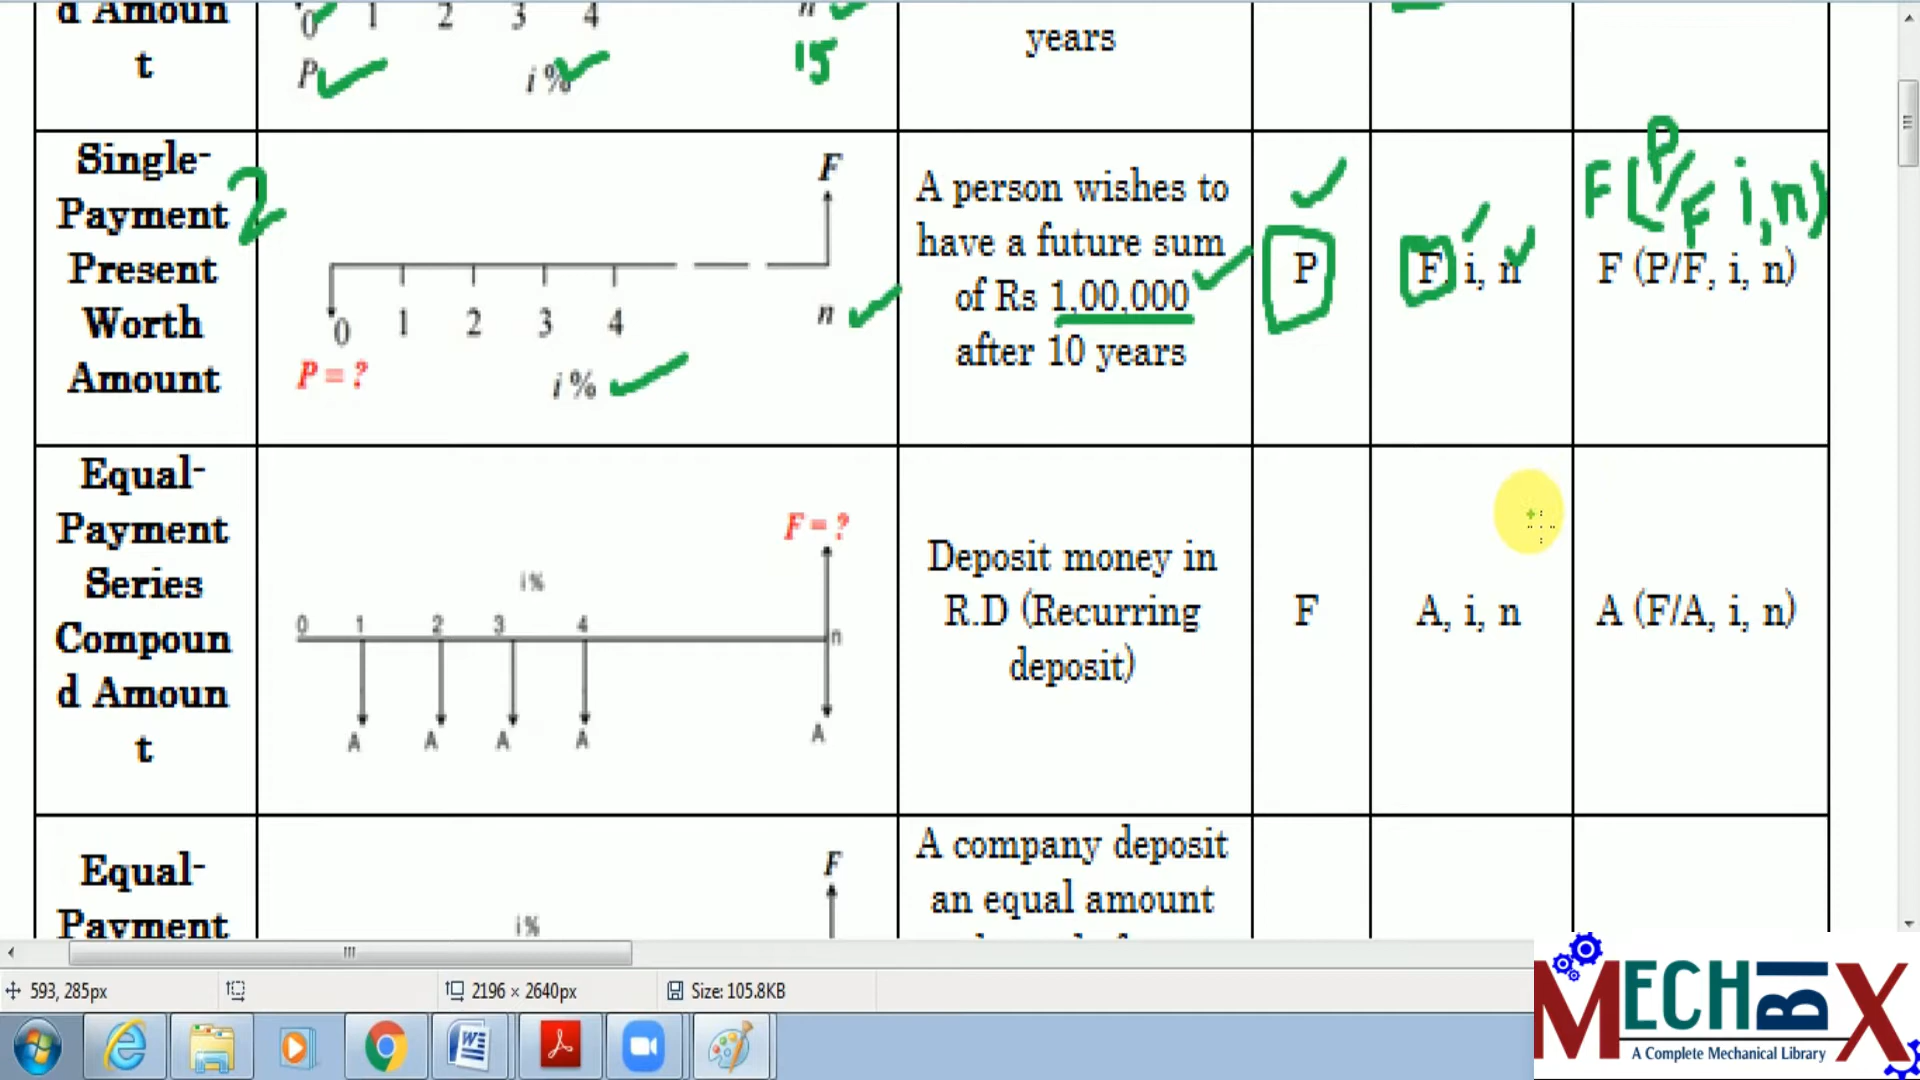 d Amoun
t
0 1 2 3 4 n
P i % 15
years
Single-
Payment
Present
Worth
Amount
2
F
0 1 2 3 4 n
P = ?
i %
A person wishes to
have a future sum
of Rs 1,00,000
after 10 years
P
F, i, n
F (P/F i, n)
F (P/F, i, n)
Equal-
Payment
Series
Compoun
d Amoun
t
F = ?
i %
0 1 2 3 4 n
A A A A A
Deposit money in
R.D (Recurring
deposit)
F
A, i, n
A (F/A, i, n)
Equal-
Payment
F
i %
A company deposit
an equal amount
593, 285px
2196 × 2640px
Size: 105.8KB
MECHBIX
A Complete Mechanical Library